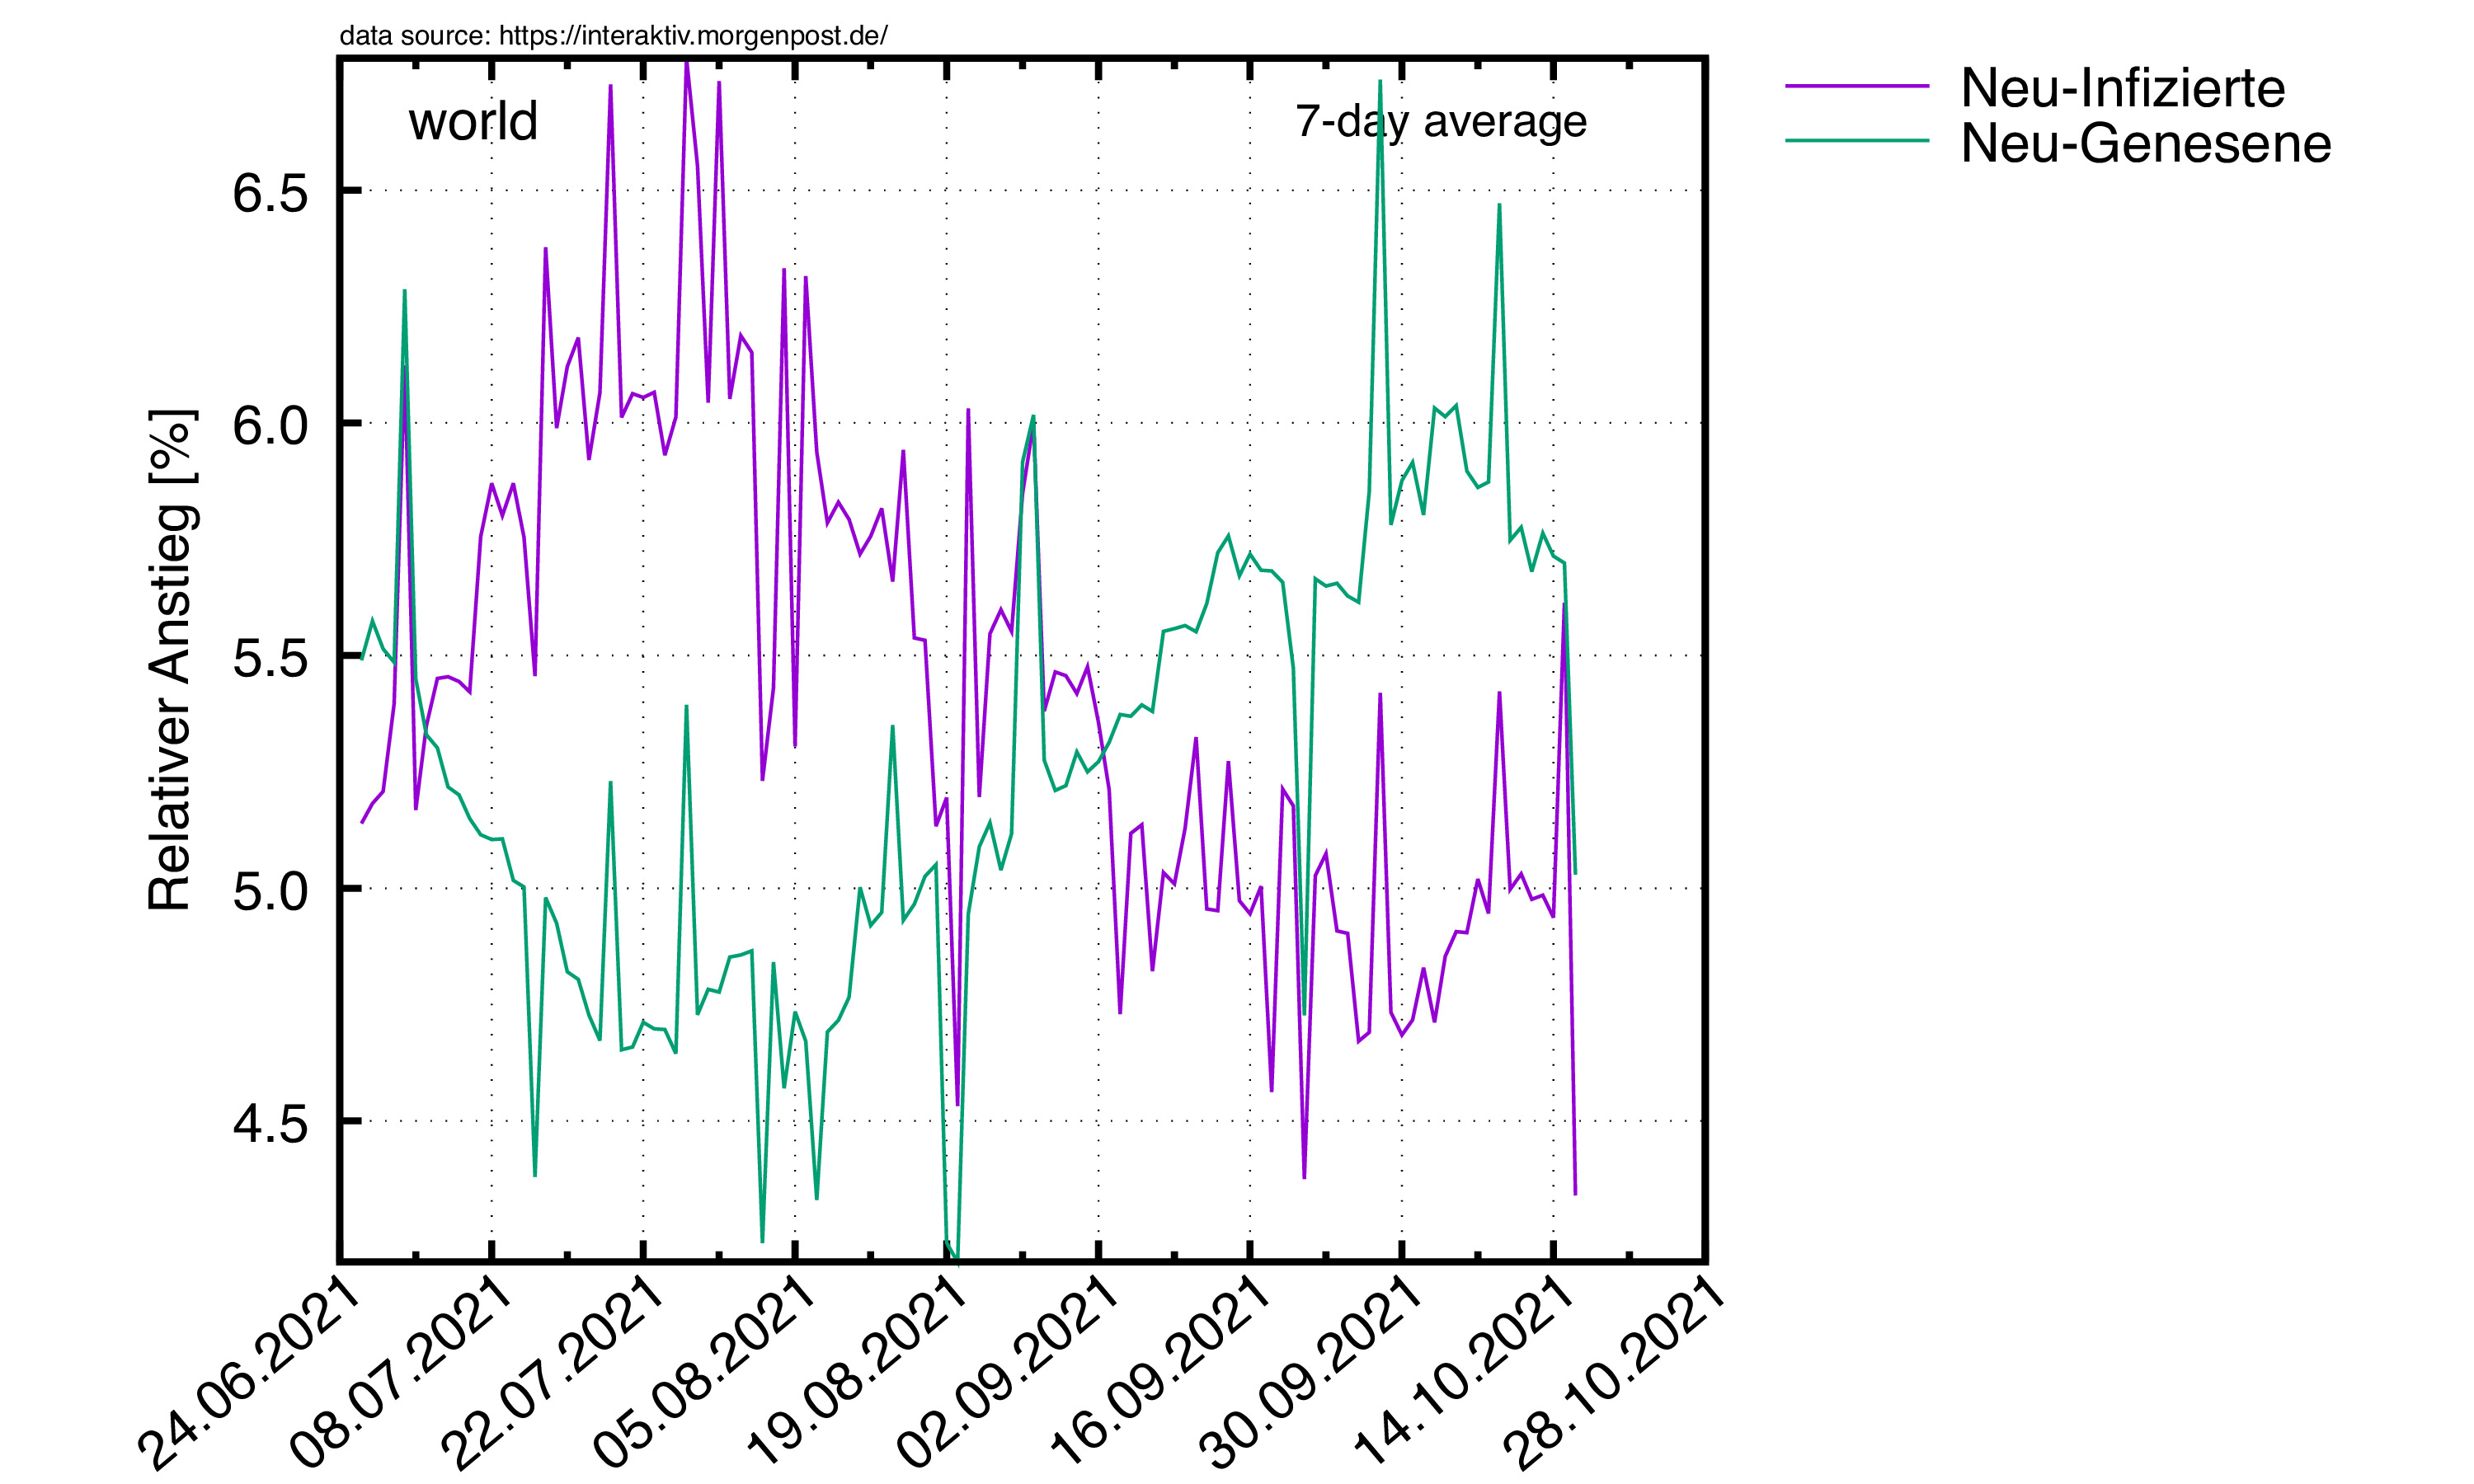 data source: https://interaktiv.morgenpost.de/
world
7-day average
Neu-Infizierte
Neu-Genesene
Relativer Anstieg [%]
6.5
6.0
5.5
5.0
4.5
24.06.2021
08.07.2021
22.07.2021
05.08.2021
19.08.2021
02.09.2021
16.09.2021
30.09.2021
14.10.2021
28.10.2021